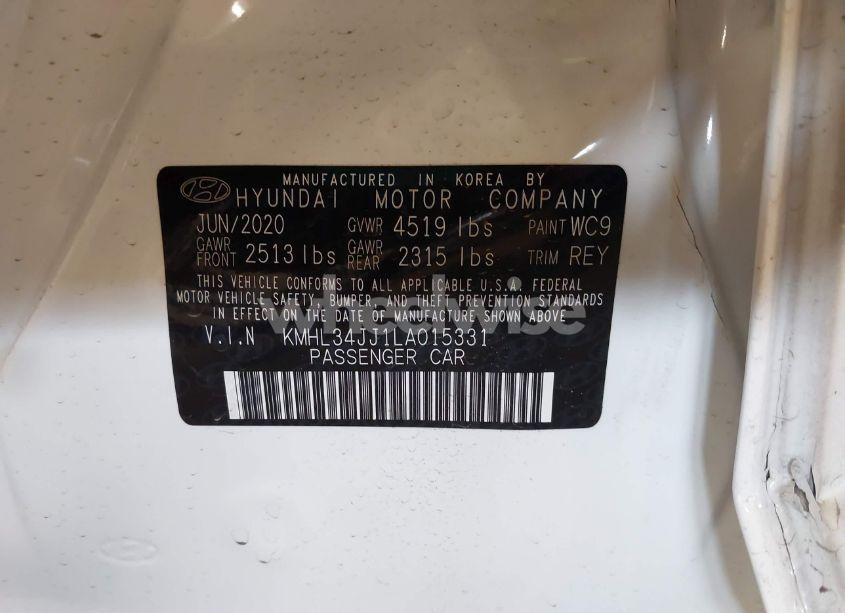 MANUFACTURED IN KOREA BY
HYUNDAI MOTOR COMPANY
JUN/2020 GVWR 4519 lbs PAINT WC9
GAWR FRONT 2513 lbs GAWR REAR 2315 lbs TRIM REY
THIS VEHICLE CONFORMS TO ALL APPLICABLE U.S.A. FEDERAL
MOTOR VEHICLE SAFETY, BUMPER, AND THEFT PREVENTION STANDARDS
IN EFFECT ON THE DATE OF MANUFACTURE SHOWN ABOVE
wheelwise
V.I.N KMHL34JJ1LA015331
PASSENGER CAR